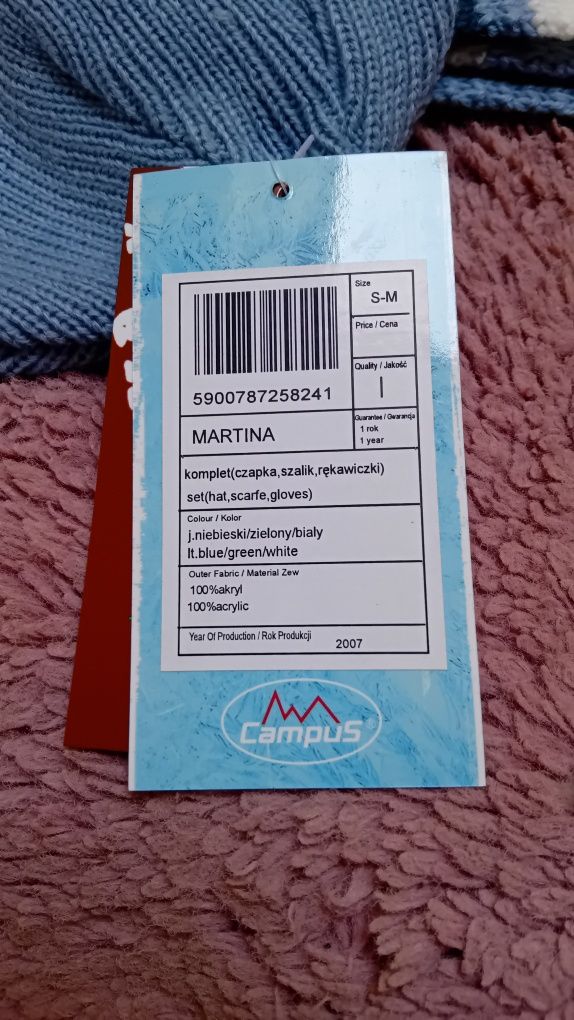 Size
S-M
Price / Cena
5900787258241
Quality / Jakość
I
MARTINA
Guarantee / Gwarancja
1 rok
1 year
komplet(czapka,szalik,rękawiczki)
set(hat,scarfe,gloves)
Colour / Kolor
j.niebieski/zielony/bialy
lt.blue/green/white
Outer Fabric / Material Zew
100%akryl
100%acrylic
Year Of Production / Rok Produkcji 2007
Campus®